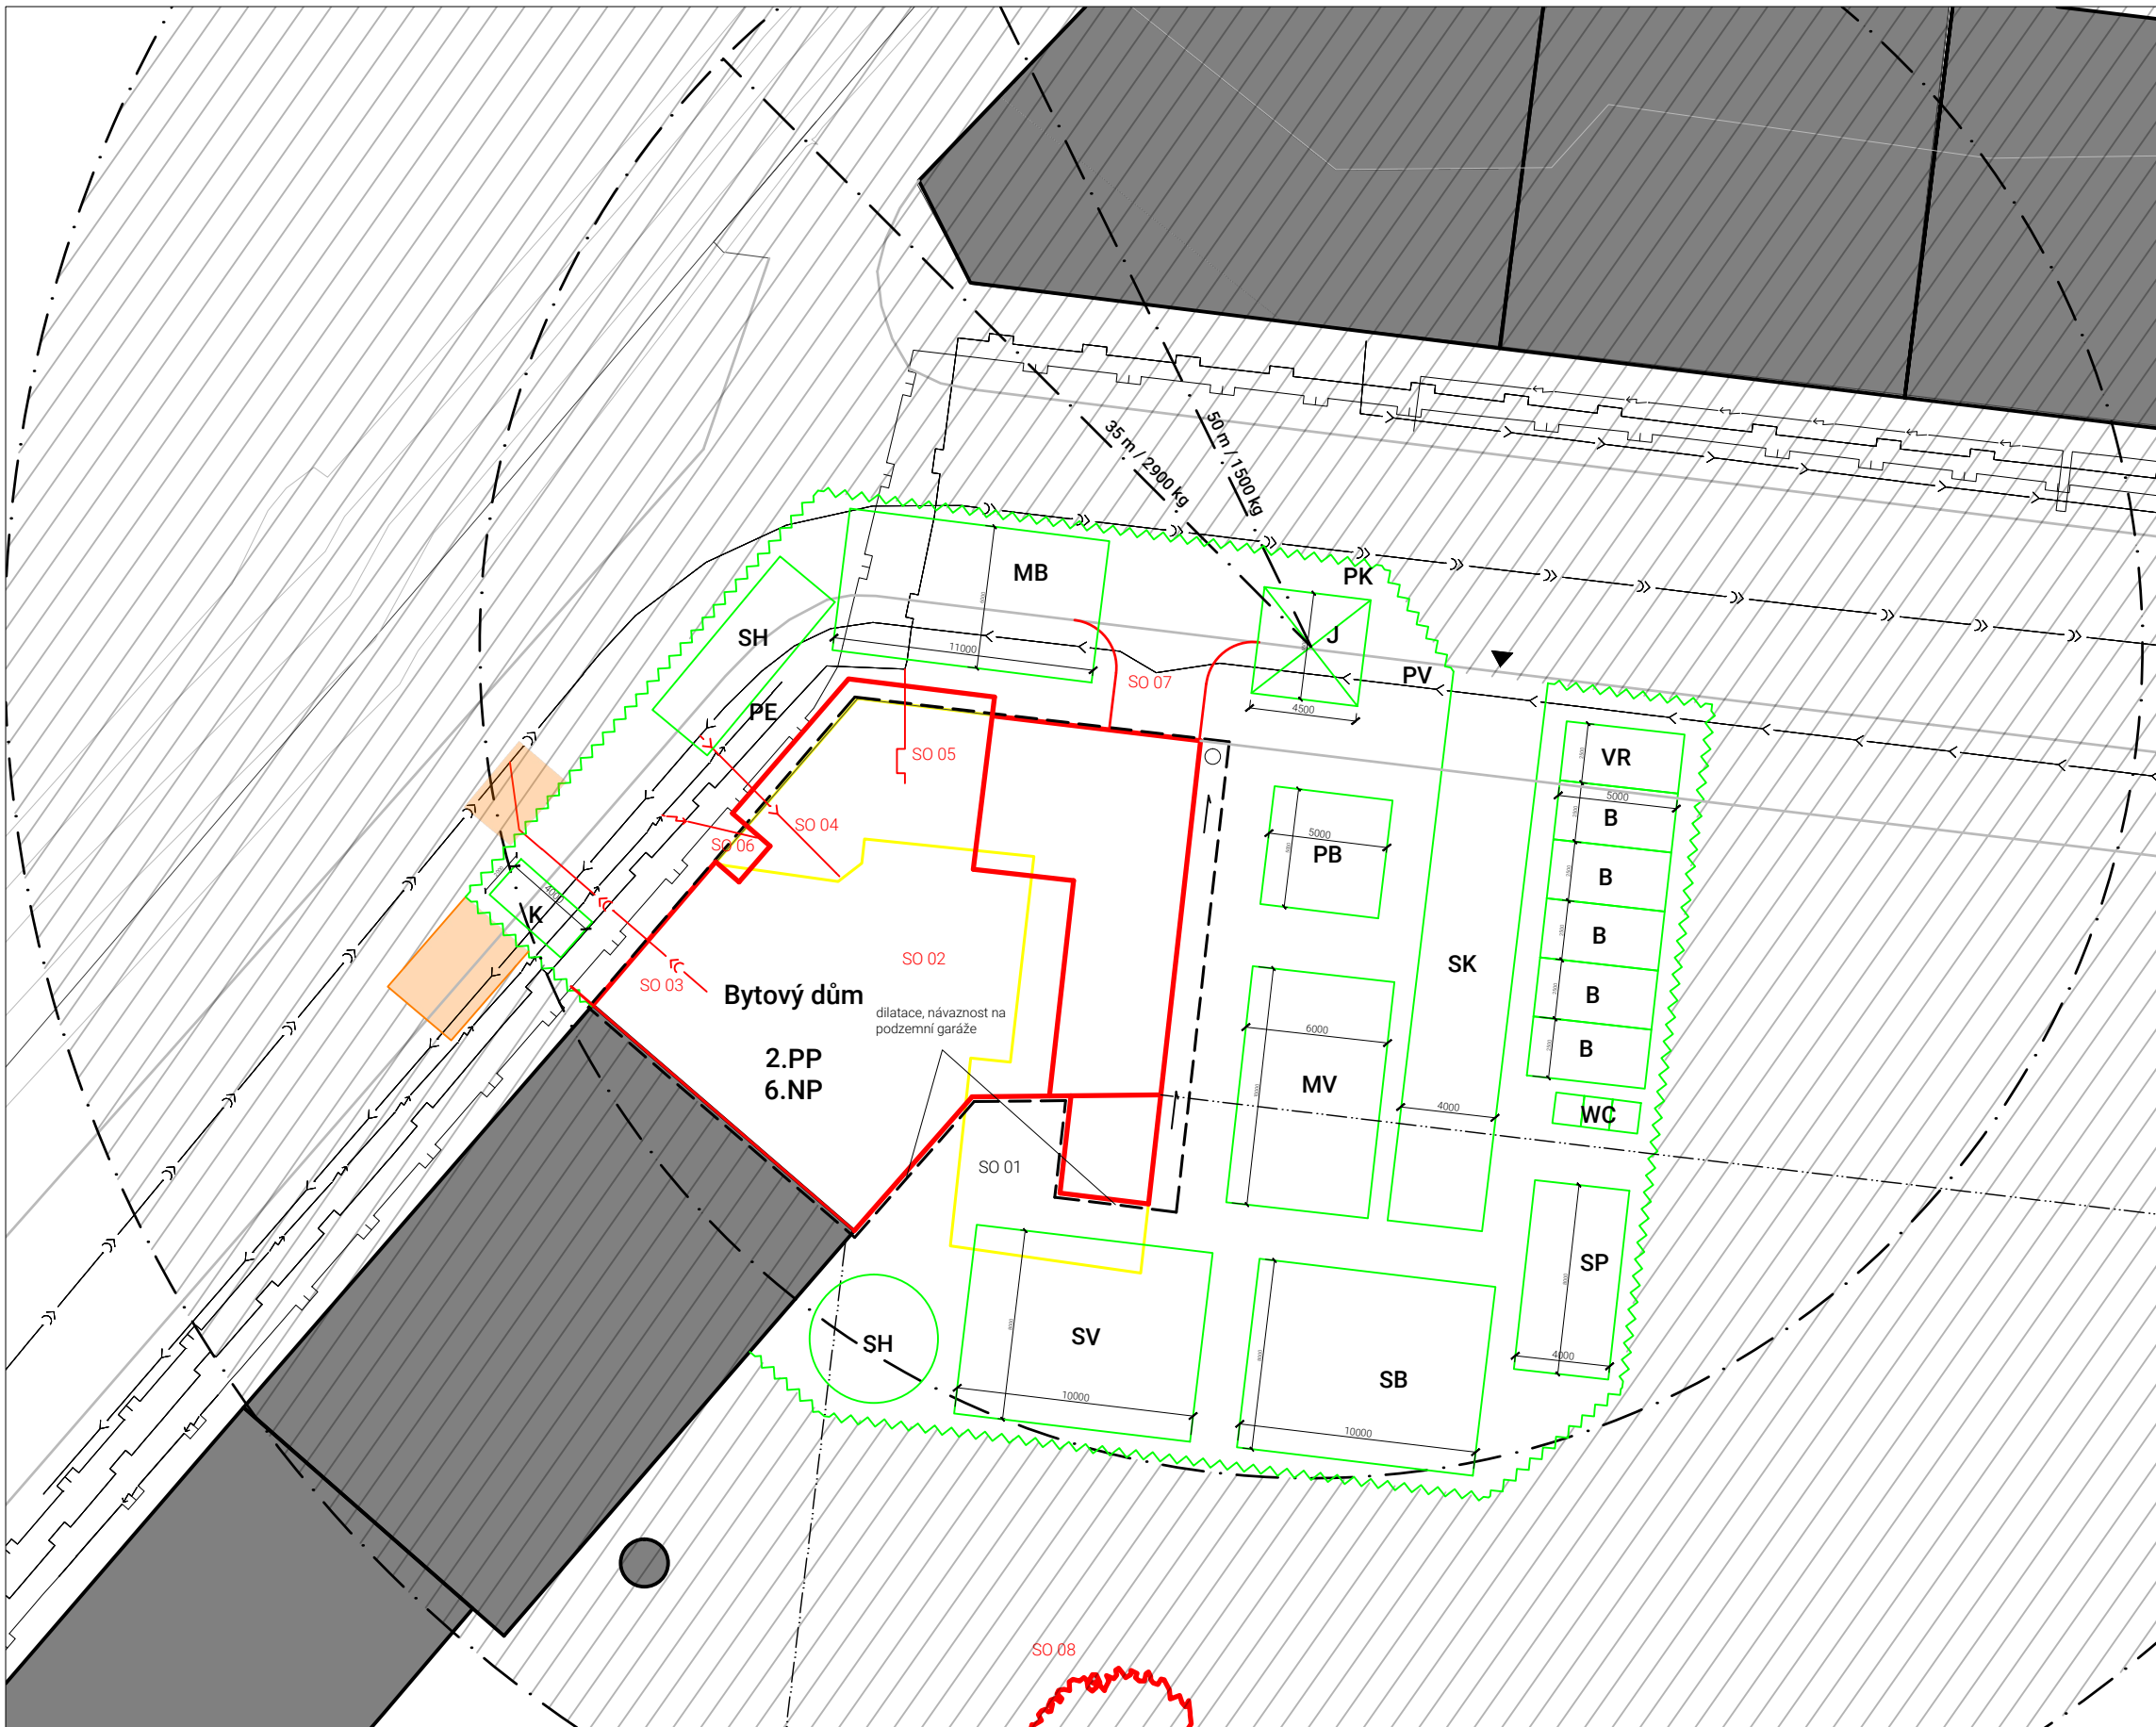 35 m / 2900 kg
50 m / 1500 kg
MB
PK
SH
J
11000
SO 07
PV
4500
PE
SO 05
VR
5000
B
SO 04
SO 06
5000
PB
B
4000
K
B
SO 02
SK
SO 03
Bytový dům
B
dilatace, návaznost na
podzemní garáže
6000
2.PP
6.NP
MV
B
4000
WC
SO 01
SP
SH
SV
4000
SB
10000
10000
SO 08